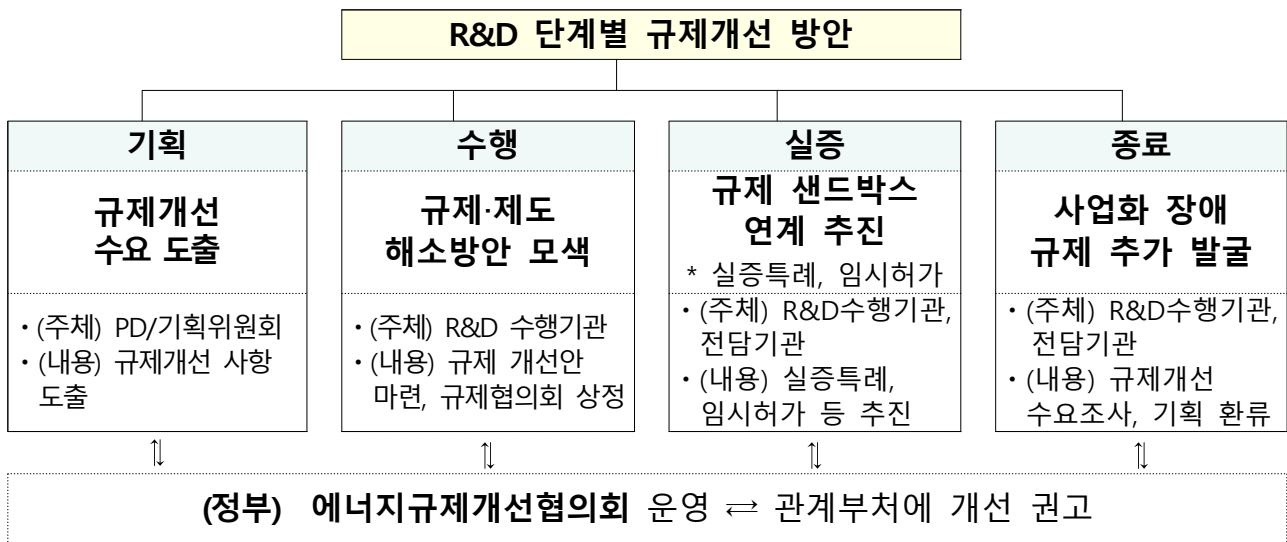 R&D 단계별 규제개선 방안
기획
규제개선
수요 도출
・(주체) PD/기획위원회
・(내용) 규제개선 사항
도출
수행
규제·제도
해소방안 모색
・(주체) R&D 수행기관
・(내용) 규제 개선안
마련, 규제협의회 상정
실증
규제 샌드박스
연계 추진
* 실증특례, 임시허가
・(주체) R&D수행기관,
전담기관
・(내용) 실증특례,
임시허가 등 추진
종료
사업화 장애
규제 추가 발굴
・(주체) R&D수행기관,
전담기관
・(내용) 규제개선
수요조사, 기획 환류
⇅ ⇅ ⇅ ⇅
(정부) 에너지규제개선협의회 운영 ⇄ 관계부처에 개선 권고